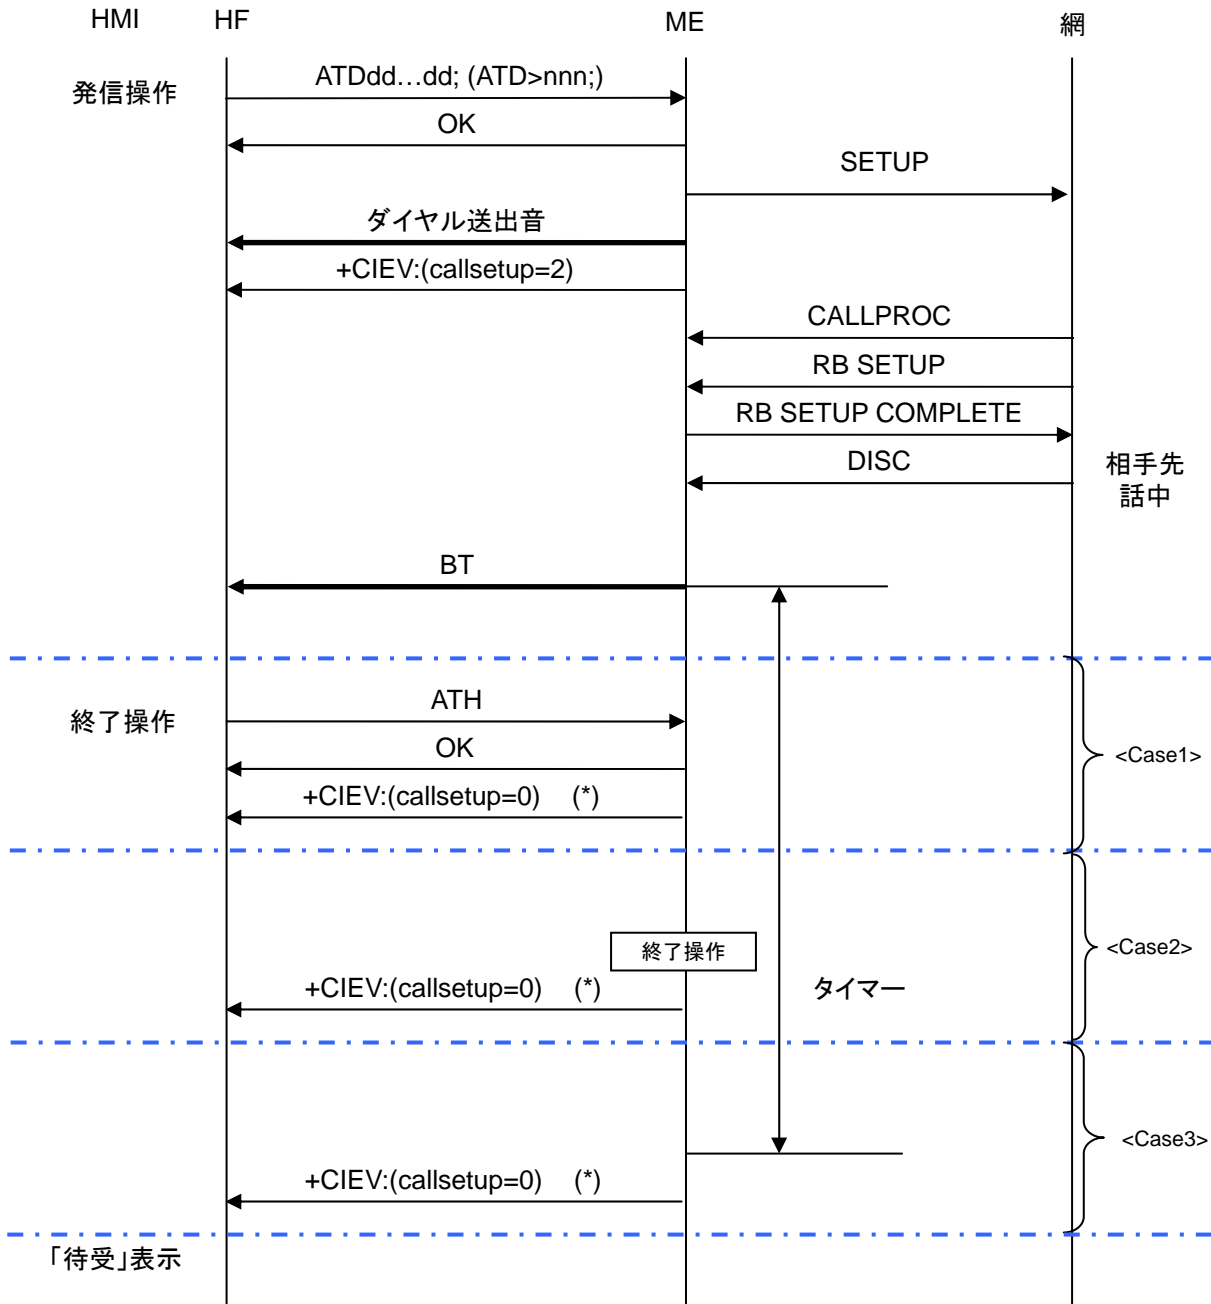 HMI
HF
ME
網
発信操作
ATDdd…dd; (ATD>nnn;)
OK
SETUP
ダイヤル送出音
+CIEV:(callsetup=2)
CALLPROC
RB SETUP
RB SETUP COMPLETE
DISC
相手先
話中
BT
終了操作
ATH
OK
<Case1>
+CIEV:(callsetup=0) (*)
終了操作
<Case2>
+CIEV:(callsetup=0) (*)
タイマー
<Case3>
+CIEV:(callsetup=0) (*)
「待受」表示